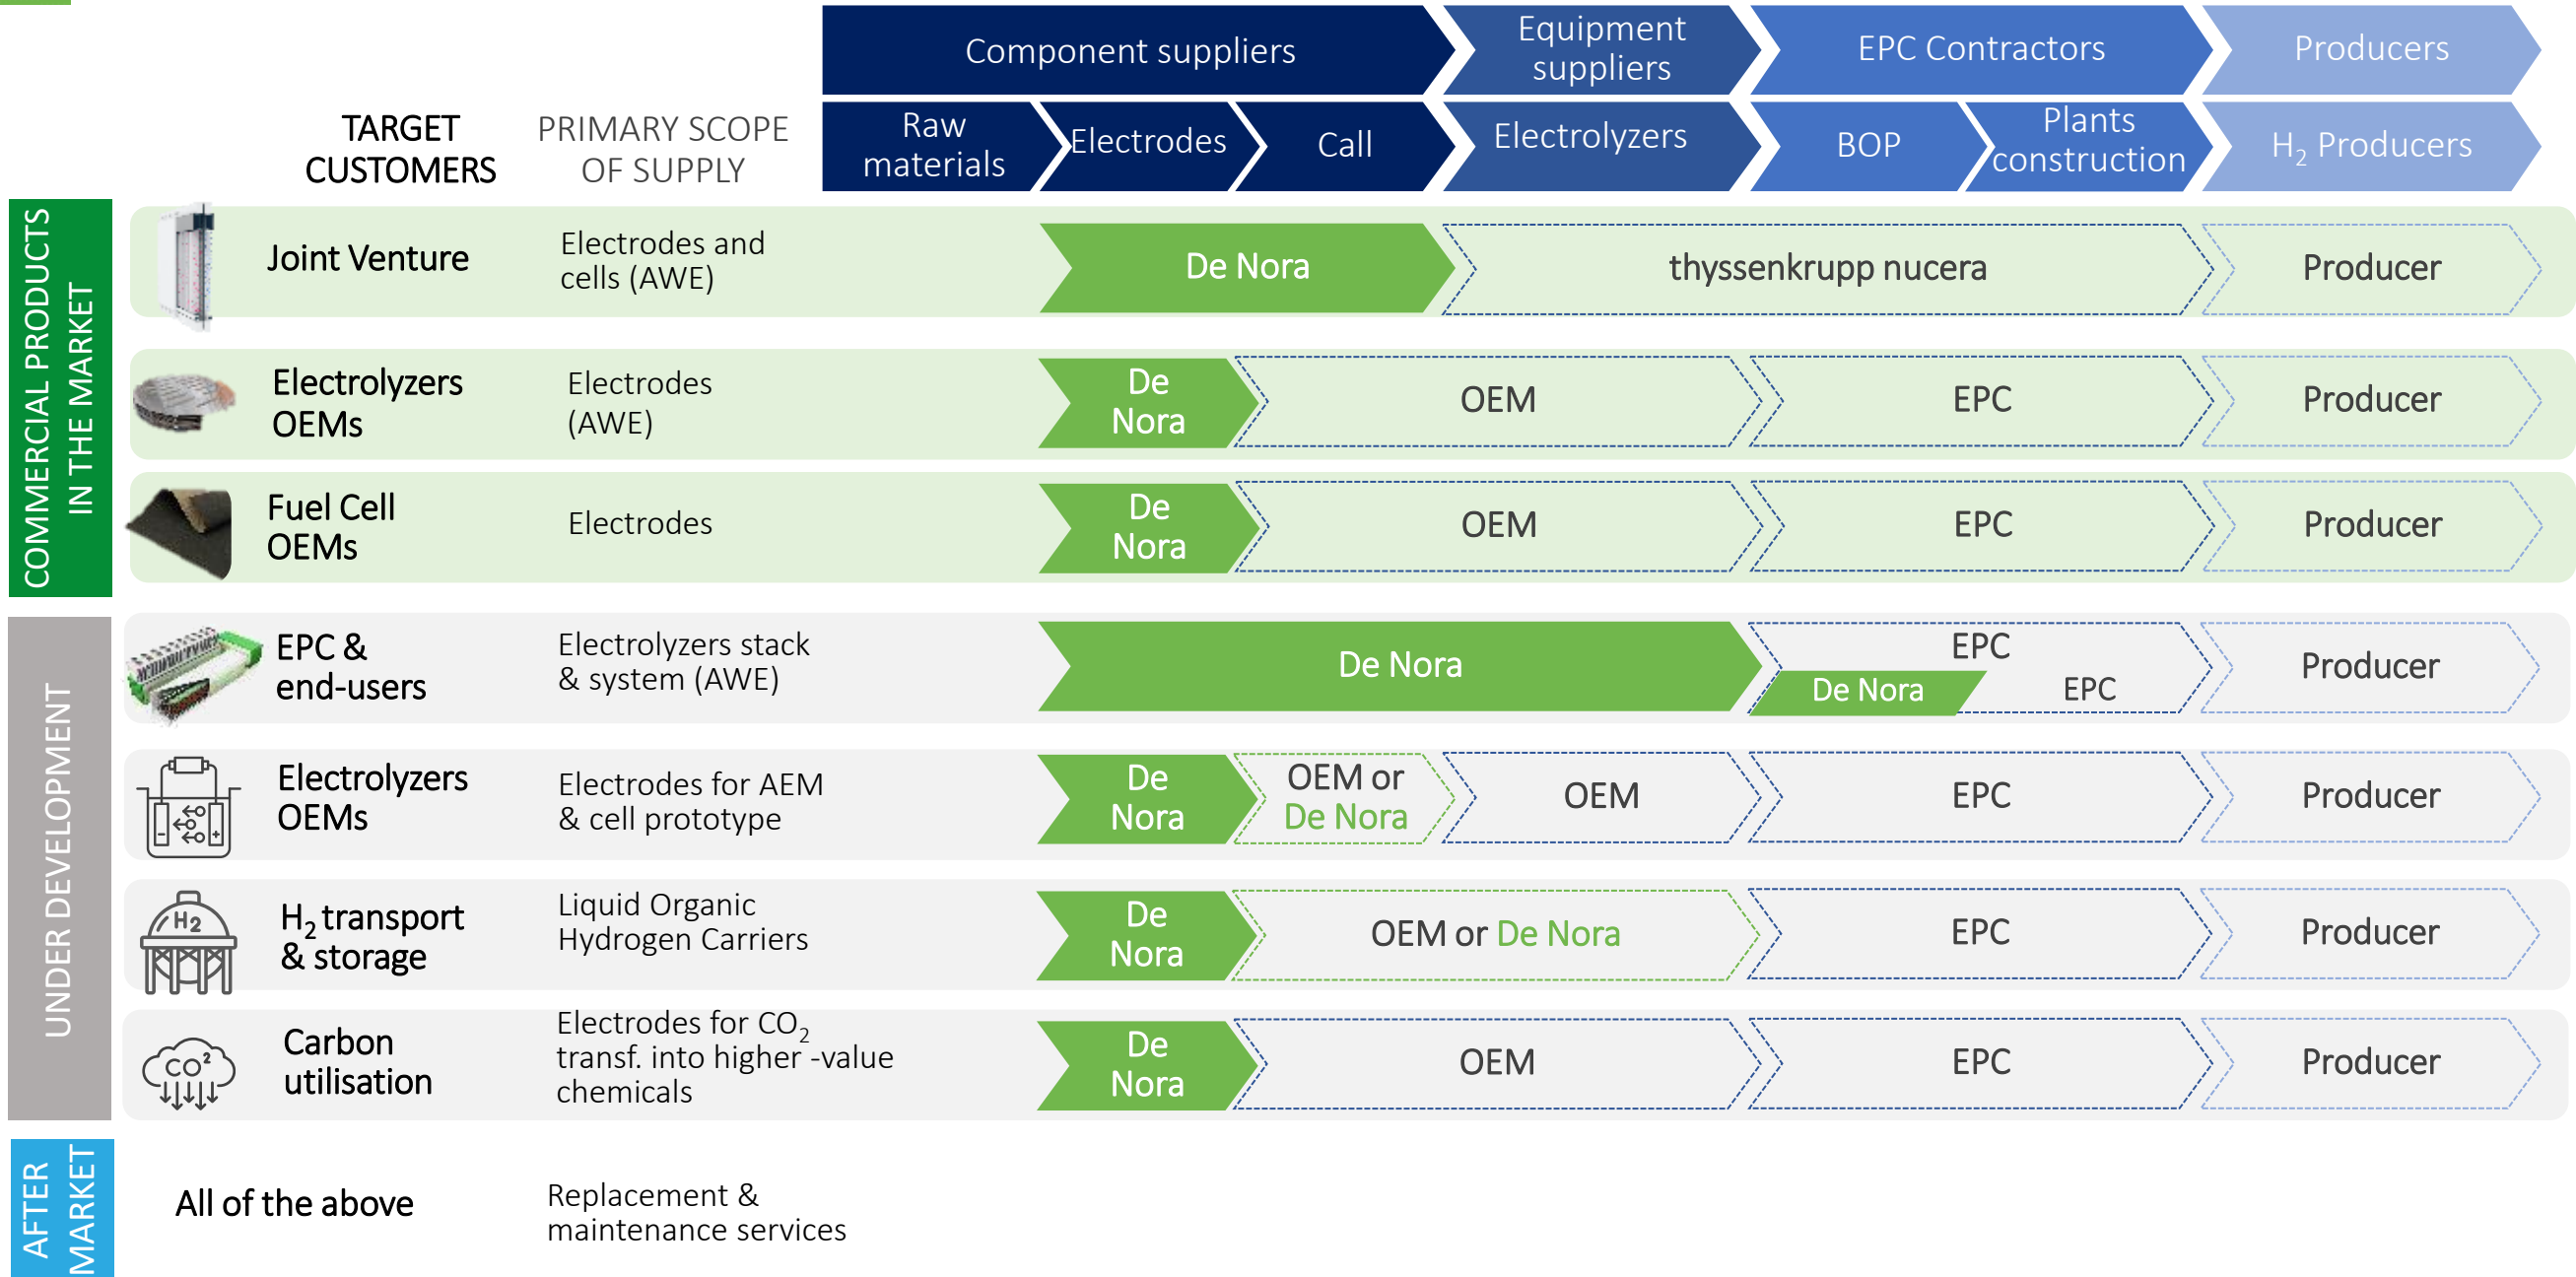 Component suppliers
Equipment
suppliers
EPC Contractors
Producers
TARGET
CUSTOMERS
PRIMARY SCOPE
OF SUPPLY
Raw
materials
Electrodes
Call
Electrolyzers
BOP
Plants
construction
H₂ Producers
COMMERCIAL PRODUCTS
IN THE MARKET
Joint Venture
Electrodes and
cells (AWE)
De Nora
thyssenkrupp nucera
Producer
Electrolyzers
OEMs
Electrodes
(AWE)
De
Nora
OEM
EPC
Producer
Fuel Cell
OEMs
Electrodes
De
Nora
OEM
EPC
Producer
UNDER DEVELOPMENT
EPC &
end-users
Electrolyzers stack
& system (AWE)
De Nora
EPC
De Nora
EPC
Producer
Electrolyzers
OEMs
Electrodes for AEM
& cell prototype
De
Nora
OEM or
De Nora
OEM
EPC
Producer
H2
H₂ transport
& storage
Liquid Organic
Hydrogen Carriers
De
Nora
OEM or De Nora
EPC
Producer
CO²
Carbon
utilisation
Electrodes for CO₂
transf. into higher -value
chemicals
De
Nora
OEM
EPC
Producer
AFTER
MARKET
All of the above
Replacement &
maintenance services